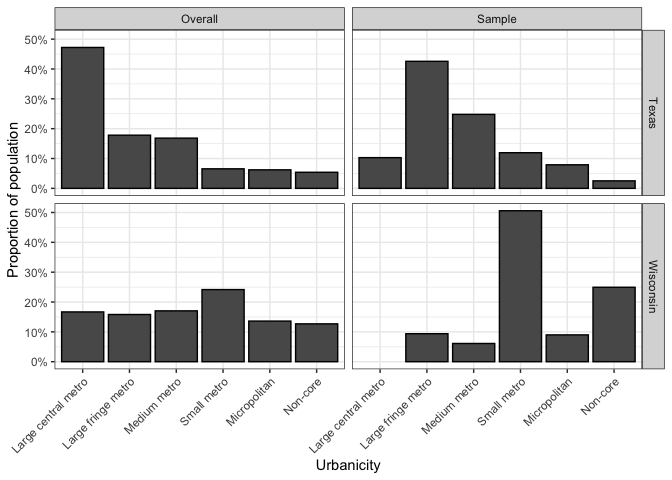 Overall
Sample
50%
40%
30%
20%
10%
0%
Texas
50%
40%
30%
20%
10%
0%
Wisconsin
Proportion of population
Large central metro
Large fringe metro
Medium metro
Small metro
Micropolitan
Non-core
Large central metro
Large fringe metro
Medium metro
Small metro
Micropolitan
Non-core
Urbanicity